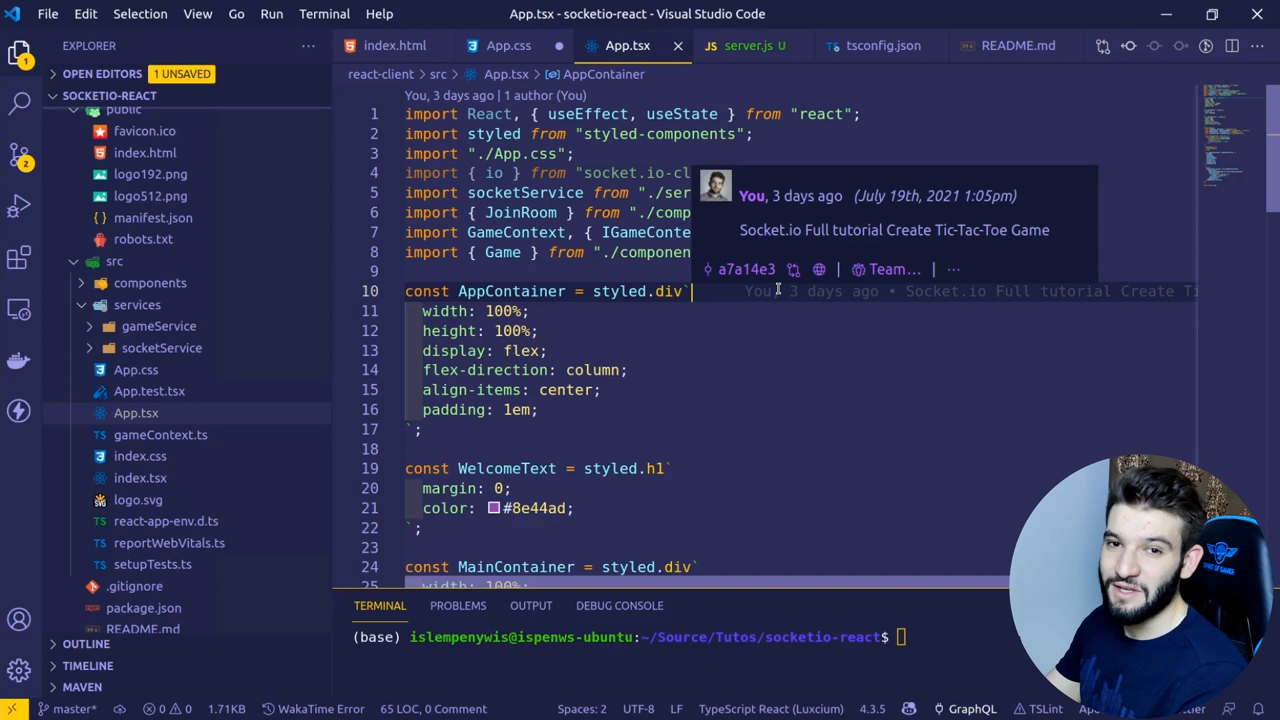 File Edit Selection View Go Run Terminal Help App.tsx - socketio-react - Visual Studio Code
EXPLORER
index.html App.css App.tsx server.js U tsconfig.json README.md
OPEN EDITORS 1 UNSAVED
react-client > src > App.tsx > AppContainer
SOCKETIO-REACT
public
favicon.ico
index.html
logo192.png
logo512.png
manifest.json
robots.txt
src
components
services
gameService
socketService
App.css
App.test.tsx
App.tsx
gameContext.ts
index.css
index.tsx
logo.svg
react-app-env.d.ts
reportWebVitals.ts
setupTests.ts
.gitignore
package.json
README.md
OUTLINE
TIMELINE
MAVEN
1
2
You, 3 days ago | 1 author (You)
1 import React, { useEffect, useState } from "react";
2 import styled from "styled-components";
3 import "./App.css";
4 import { io } from "socket.io-cl
5 import socketService from "./ser
6 import { JoinRoom } from "./comp
7 import GameContext, { IGameConte
8 import { Game } from "./componen
9
10 const AppContainer = styled.div` You, 3 days ago • Socket.io Full tutorial Create Ti
11 width: 100%;
12 height: 100%;
13 display: flex;
14 flex-direction: column;
15 align-items: center;
16 padding: 1em;
17 `;
18
19 const WelcomeText = styled.h1`
20 margin: 0;
21 color: #8e44ad;
22 `;
23
24 const MainContainer = styled.div`
25 width: 100%;
You, 3 days ago (July 19th, 2021 1:05pm)
Socket.io Full tutorial Create Tic-Tac-Toe Game
a7a14e3 | Team... | ...
TERMINAL PROBLEMS OUTPUT DEBUG CONSOLE
(base) islempenywis@ispenws-ubuntu:~/Source/Tutos/socketio-react$
master* 0 0 1.71KB WakaTime Error 65 LOC, 0 Comment Spaces: 2 UTF-8 LF TypeScript React (Luxcium) 4.3.5 GraphQL TSLint